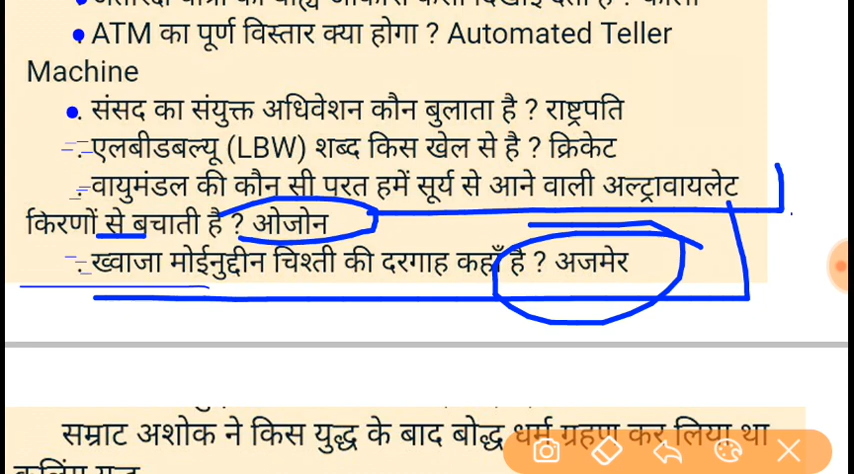 ATM का पूर्ण विस्तार क्या होगा ? Automated Teller
Machine
संसद का संयुक्त अधिवेशन कौन बुलाता है ? राष्ट्रपति
एलबीडबल्यू (LBW) शब्द किस खेल से है ? क्रिकेट
वायुमंडल की कौन सी परत हमें सूर्य से आने वाली अल्ट्रावायलेट
किरणों से बचाती है ? ओजोन
ख्वाजा मोईनुद्दीन चिश्ती की दरगाह कहाँ है ? अजमेर
सम्राट अशोक ने किस युद्ध के बाद बोद्ध धर्म ग्रहण कर लिया था